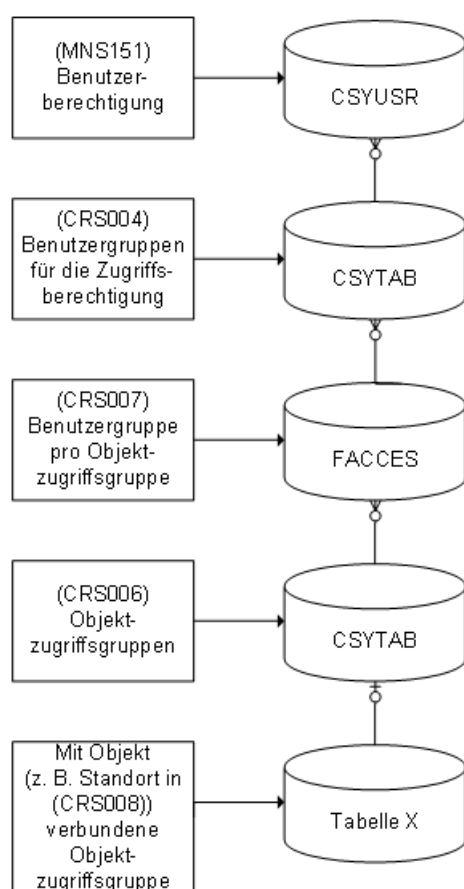 (MNS151)
Benutzer-
berechtigung
CSYUSR
(CRS004)
Benutzergruppen
für die Zugriffs-
berechtigung
CSYTAB
(CRS007)
Benutzergruppe
pro Objekt-
zugriffsgruppe
FACCES
(CRS006)
Objekt-
zugriffsgruppen
CSYTAB
Mit Objekt
(z. B. Standort in
(CRS008))
verbundene
Objekt-
zugriffsgruppe
Tabelle X